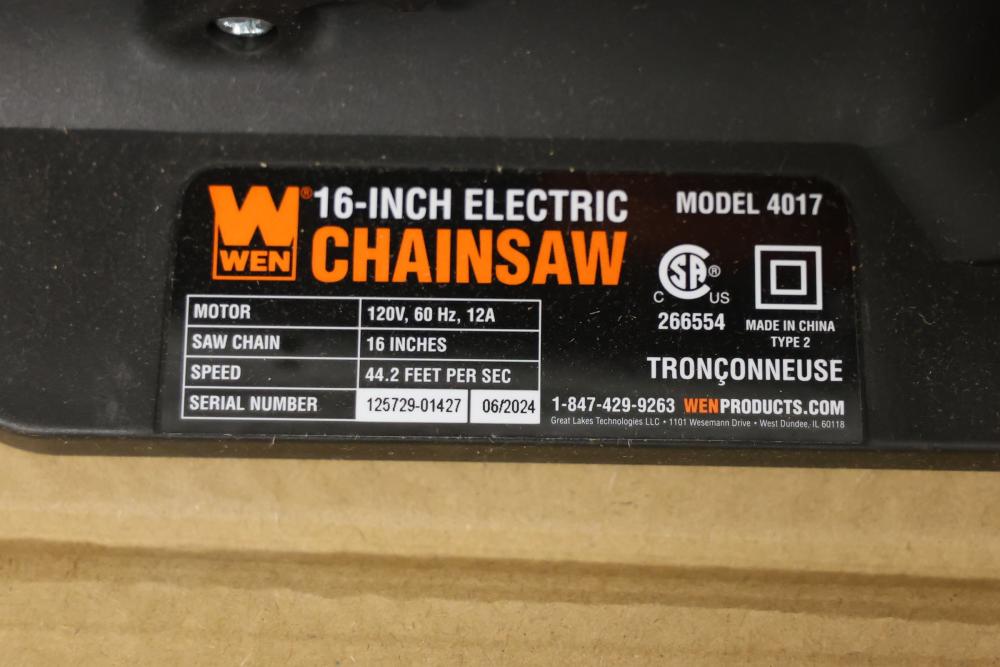 WEN®
16-INCH ELECTRIC
CHAINSAW
MODEL 4017
MOTOR 120V, 60 Hz, 12A
SAW CHAIN 16 INCHES
SPEED 44.2 FEET PER SEC
SERIAL NUMBER 125729-01427 06/2024
C SA® US
266554
MADE IN CHINA
TYPE 2
TRONÇONNEUSE
1-847-429-9263 WENPRODUCTS.COM
Great Lakes Technologies LLC • 1101 Wesemann Drive • West Dundee, IL 60118